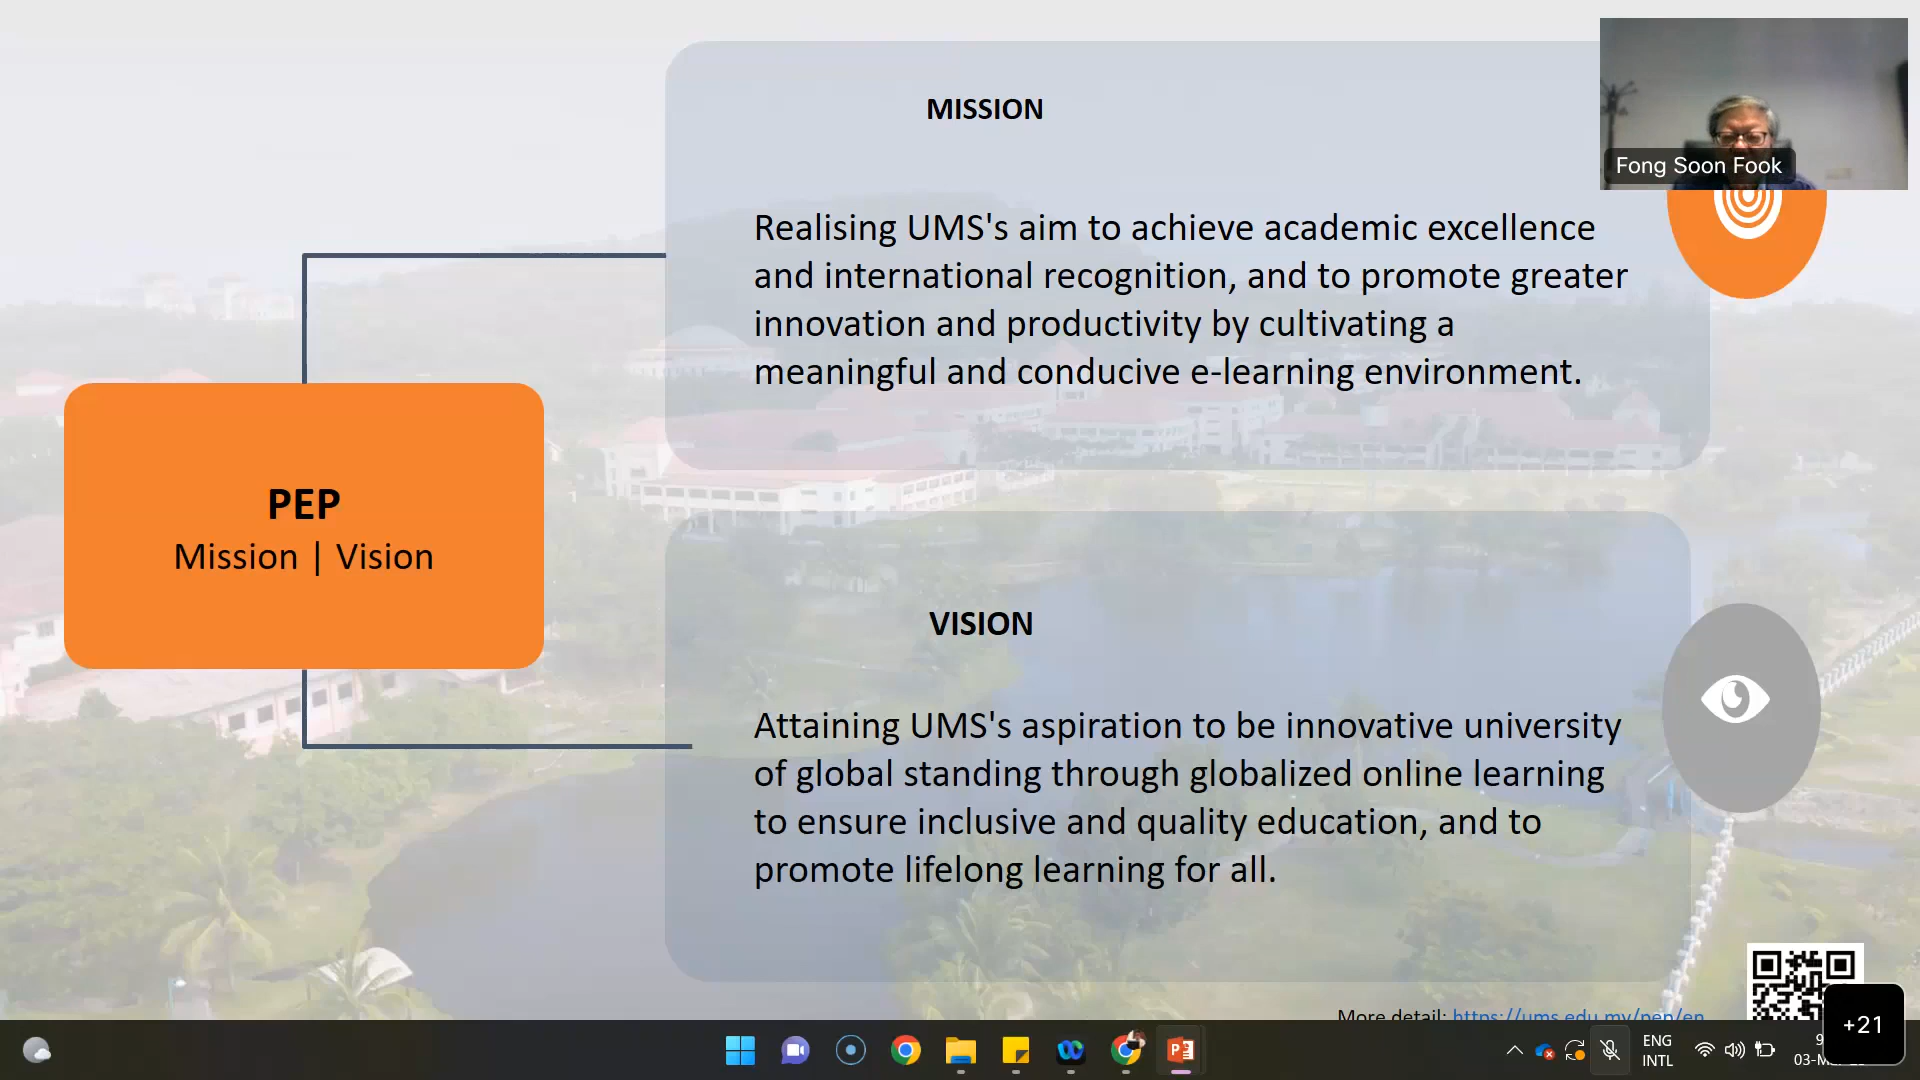 MISSION
Fong Soon Fook
Realising UMS's aim to achieve academic excellence
and international recognition, and to promote greater
innovation and productivity by cultivating a
meaningful and conducive e-learning environment.
PEP
Mission | Vision
VISION
Attaining UMS's aspiration to be innovative university
of global standing through globalized online learning
to ensure inclusive and quality education, and to
promote lifelong learning for all.
More detail: https://ums.edu.my/pep/en
+21
ENG
INTL